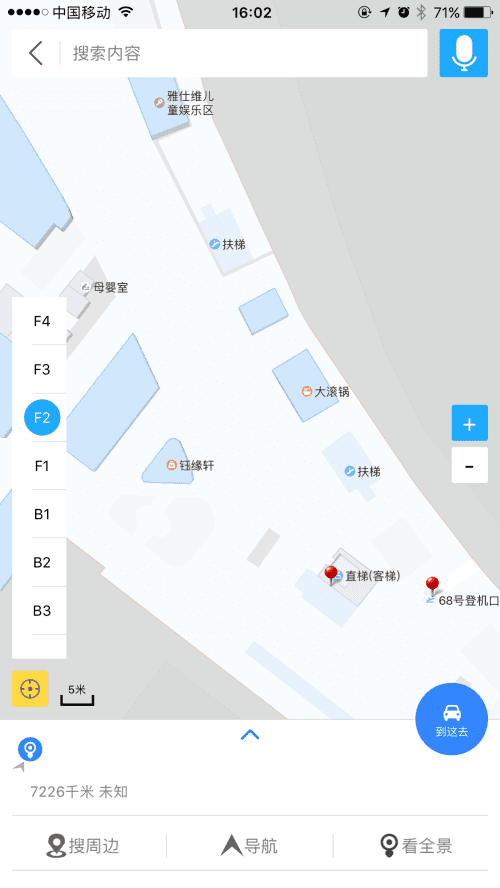 中国移动 16:02 71%
搜索内容
雅仕维儿
童娱乐区
扶梯
母婴室
F4
F3
大滚锅
F2
+
钰缘轩
扶梯
F1
-
B1
B2
直梯(客梯)
68号登机口
B3
5米
到这去
7226千米 未知
搜周边 导航 看全景